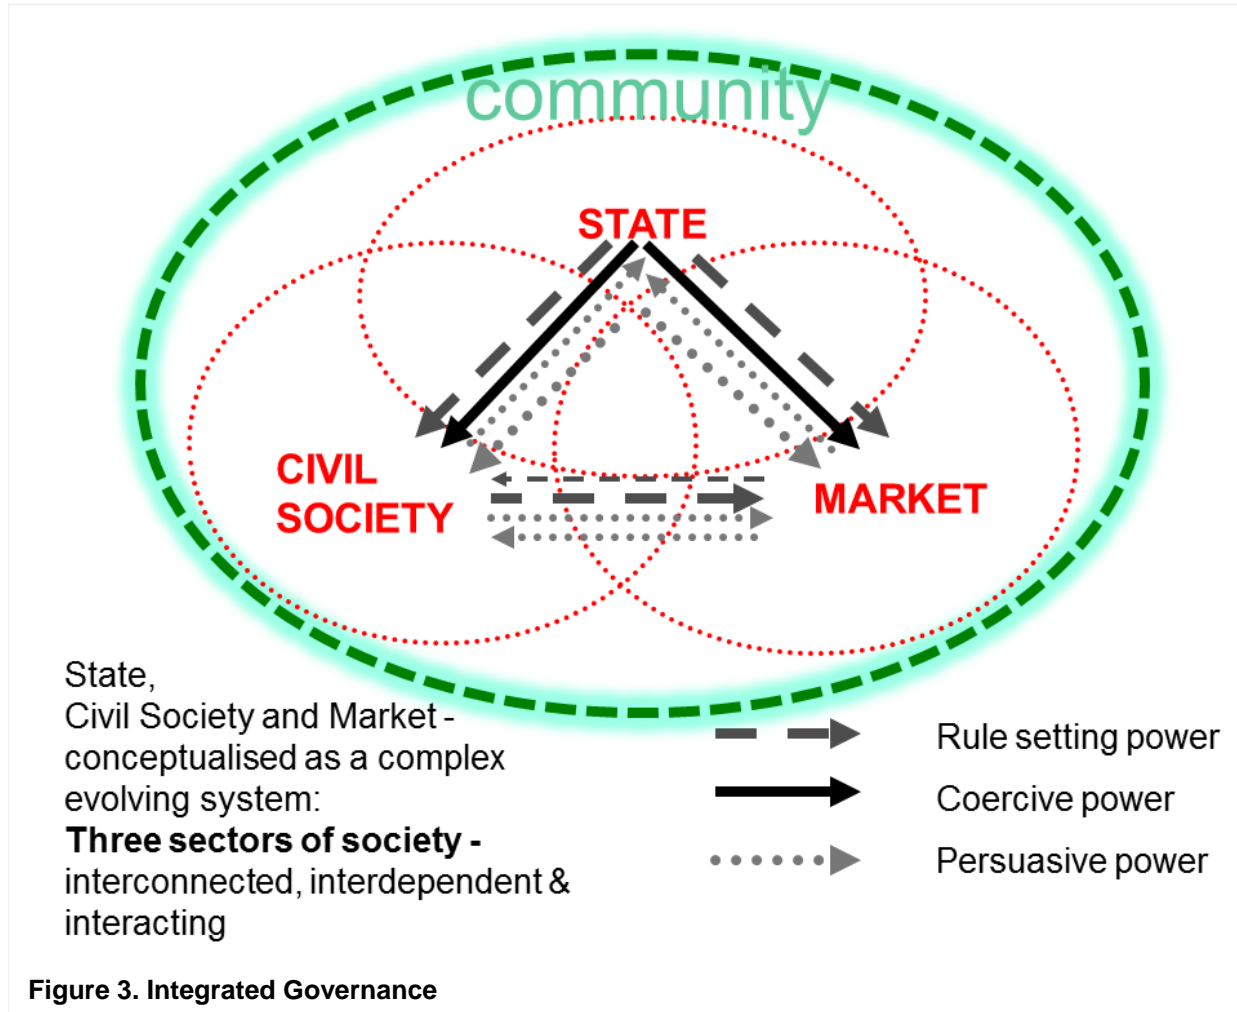 community
STATE
CIVIL
SOCIETY
MARKET
State,
Civil Society and Market -
conceptualised as a complex
evolving system:
Three sectors of society -
interconnected, interdependent &
interacting
Rule setting power
Coercive power
Persuasive power
Figure 3. Integrated Governance